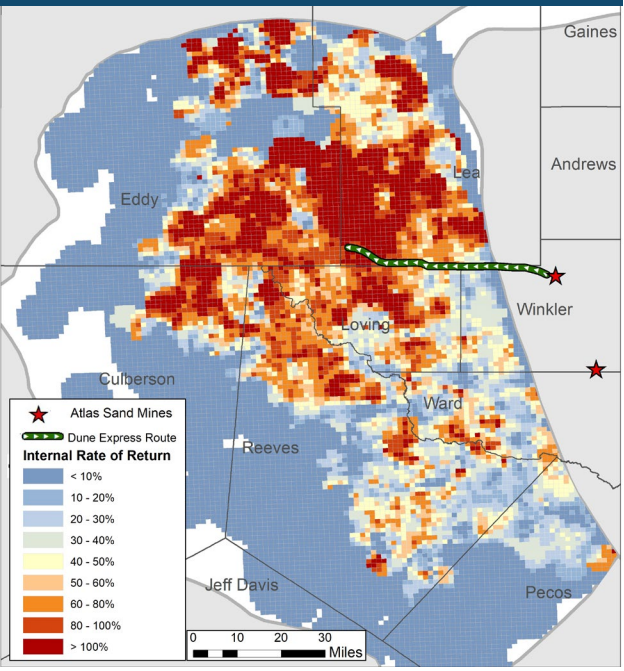 Gaines
Andrews
Lea
Eddy
Winkler
Loving
Culberson
Ward
Reeves
Jeff Davis
Pecos
Atlas Sand Mines
Dune Express Route
Internal Rate of Return
< 10%
10 - 20%
20 - 30%
30 - 40%
40 - 50%
50 - 60%
60 - 80%
80 - 100%
> 100%
0 10 20 30
Miles